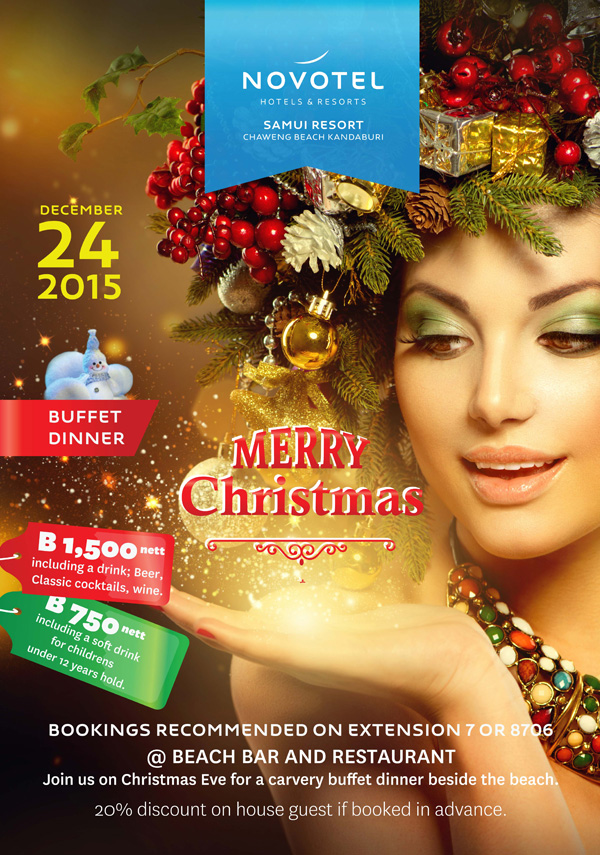 NOVOTEL
HOTELS & RESORTS
SAMUI RESORT
CHAWENG BEACH KANDABURI
DECEMBER
24
2015
BUFFET
DINNER
MERRY
Christmas
B 1,500 nett
including a drink; Beer,
Classic cocktails, wine.
B 750 nett
including a soft drink
for childrens
under 12 years hold.
BOOKINGS RECOMMENDED ON EXTENSION 7 OR 8706
@ BEACH BAR AND RESTAURANT
Join us on Christmas Eve for a carvery buffet dinner beside the beach.
20% discount on house guest if booked in advance.